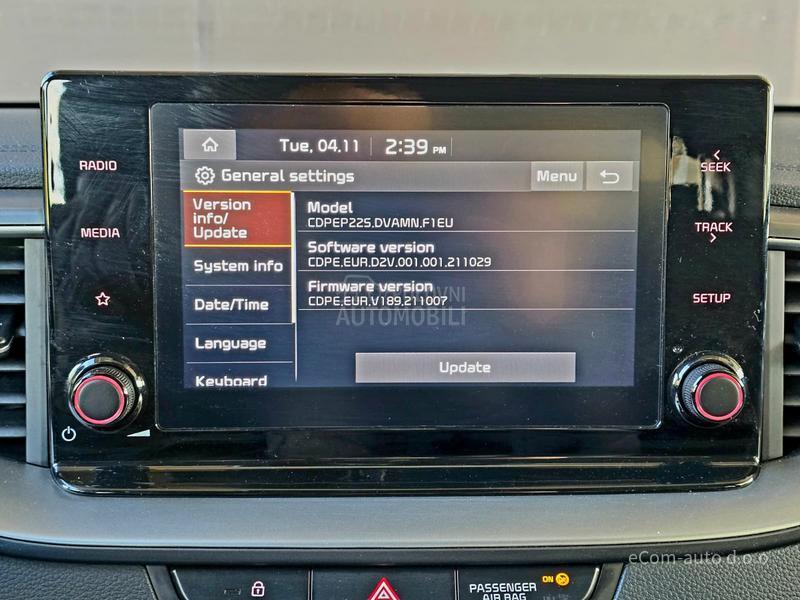 Tue, 04.11 2:39 PM
General settings Menu
Version
info/
Update
System info
Date/Time
Language
Keyboard
Model
CDPEP22S.DVAMN.F1EU
Software version
CDPE.EUR.D2V.001.001.211029
Firmware version
CDPE.EUR.V189.211007
Update
RADIO
MEDIA
SEEK
TRACK
SETUP
AUTOMOBILI
PASSENGER
AIR BAG
ON
eCom-auto d.o.o